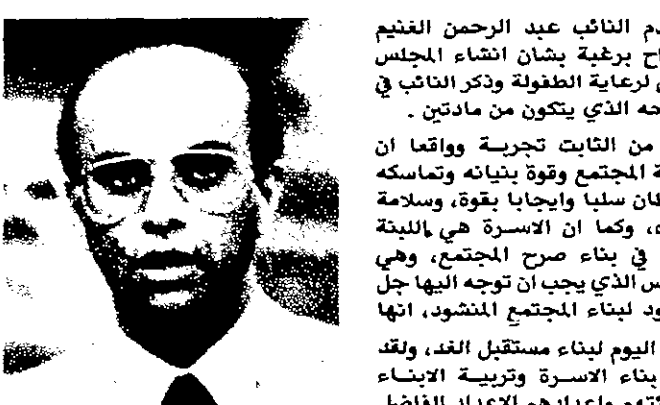 دم النائب عبد الرحمن الغنيم
اح برغبة بشان انشاء المجلس
لرعاية الطفولة وذكر النائب في
حه الذي يتكون من مادتين .
من الثابت تجربة وواقعا ان
ة المجتمع وقوة بنيانه وتماسكه
طان سلبا وايجابا بقوة، وسلامة
ء، وكما ان الاسرة هي اللبنة
في بناء صرح المجتمع، وهي
س الذي يجب ان توجه اليها جل
ود لبناء المجتمع المنشود، انها
اليوم لبناء مستقبل الغد، ولقد
بناء الاسرة وتربية الابناء